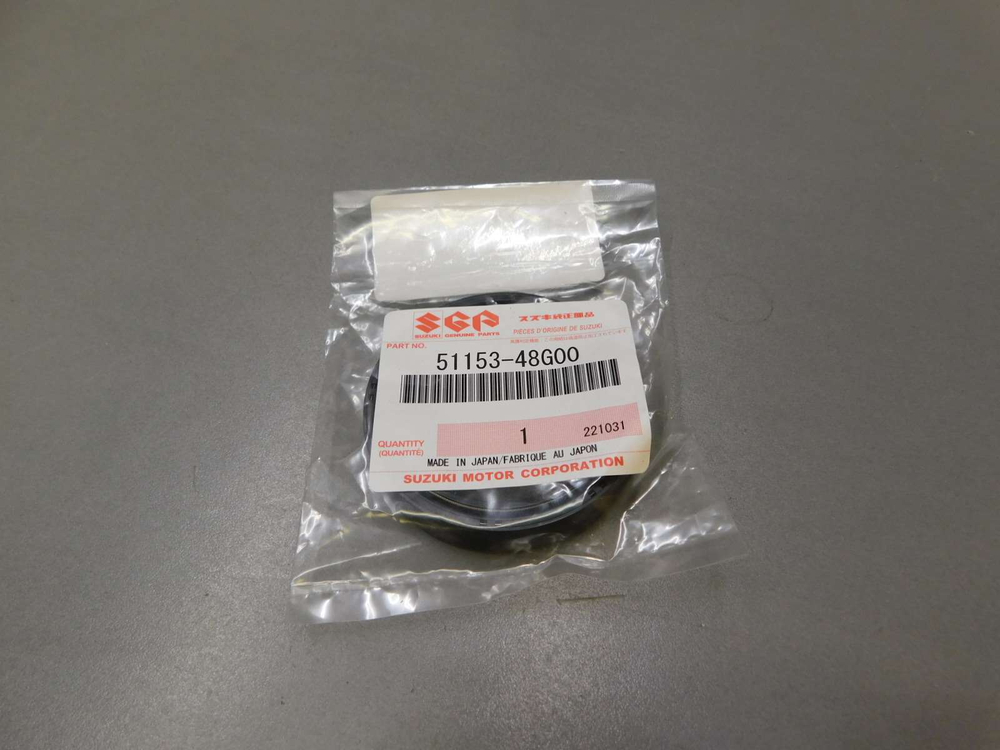 SGP
SUZUKI GENUINE PARTS
スズキ純正部品
PIÈCES D'ORIGINE DE SUZUKI
PART NO.
51153-48G00
QUANTITY
(QUANTITÉ)
1
221031
MADE IN JAPAN/FABRIQUE AU JAPON
SUZUKI MOTOR CORPORATION